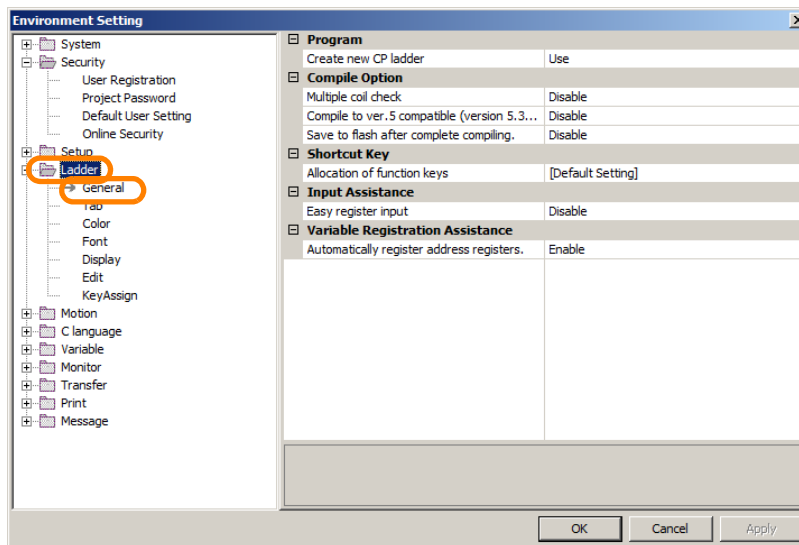 Environment Setting
System
Security
User Registration
Project Password
Default User Setting
Online Security
Setup
Ladder
General
Tab
Color
Font
Display
Edit
KeyAssign
Motion
C language
Variable
Monitor
Transfer
Print
Message
Program
Create new CP ladder Use
Compile Option
Multiple coil check Disable
Compile to ver.5 compatible (version 5.3... Disable
Save to flash after complete compiling. Disable
Shortcut Key
Allocation of function keys [Default Setting]
Input Assistance
Easy register input Disable
Variable Registration Assistance
Automatically register address registers. Enable
OK Cancel Apply